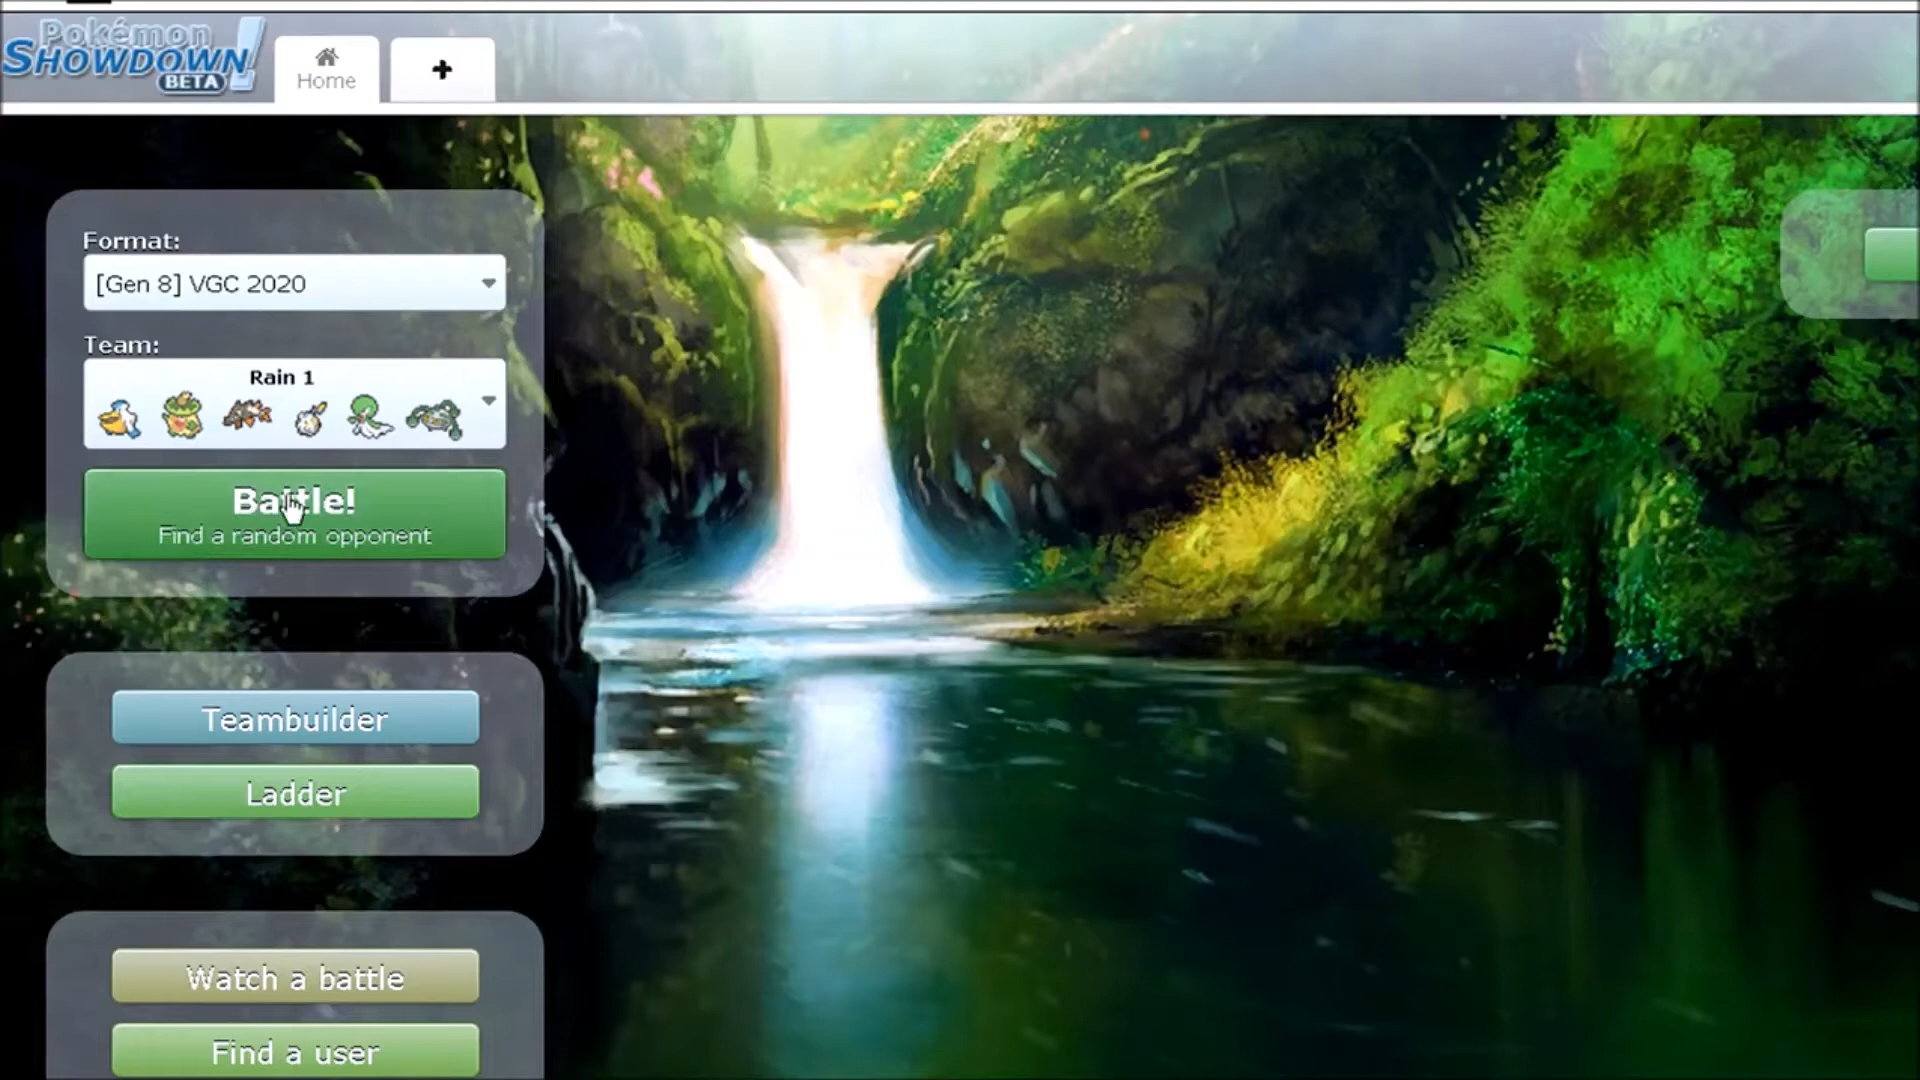 Pokémon
SHOWDOWN!
BETA
Home
Format:
[Gen 8] VGC 2020
Team:
Rain 1
Battle!
Find a random opponent
Teambuilder
Ladder
Watch a battle
Find a user